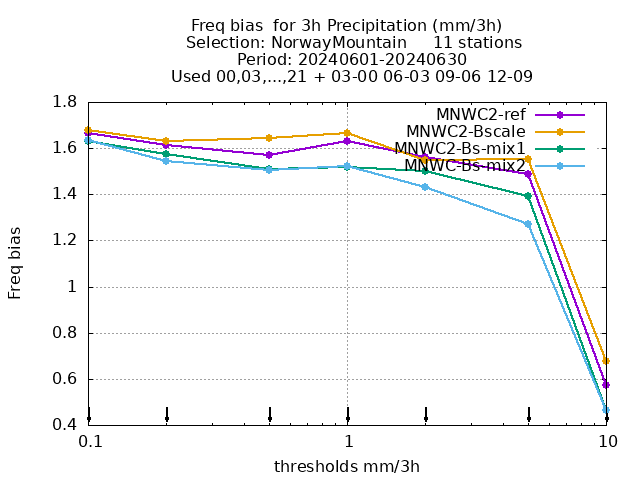 Freq bias  for 3h Precipitation (mm/3h)
Selection: NorwayMountain     11 stations
Period: 20240601-20240630
Used 00,03,...,21 + 03-00 06-03 09-06 12-09
1.8
1.6
1.4
1.2
1
0.8
0.6
0.4
Freq bias
MNWC2-ref
MNWC2-Bscale
MNWC2-Bs-mix1
MNWC-Bs-mix2
0.1
1
10
thresholds mm/3h